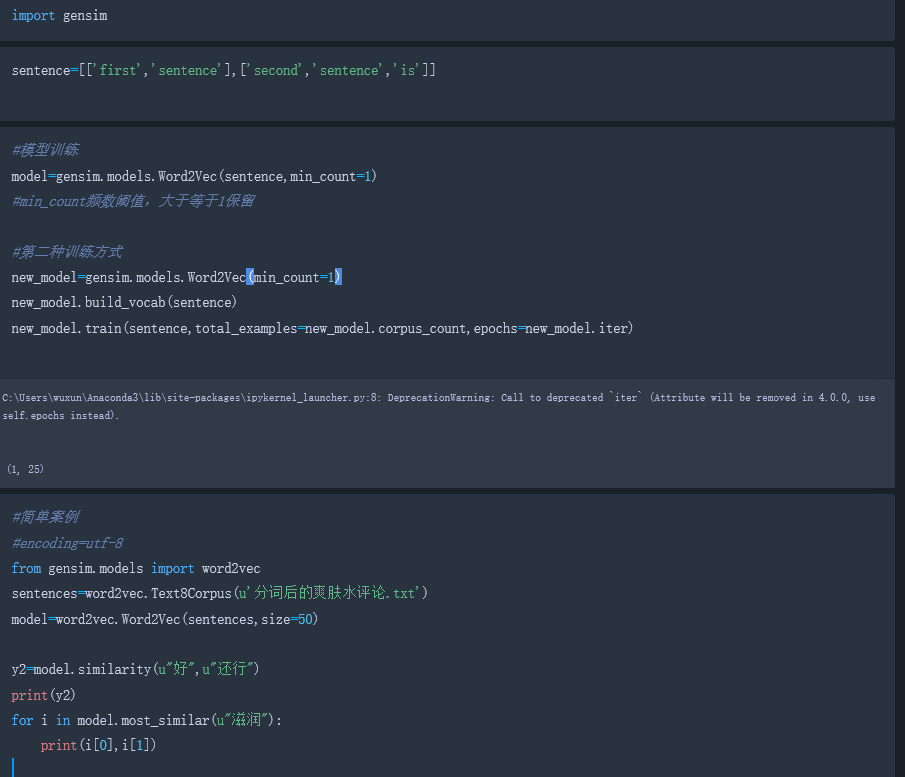 import gensim
sentence=[['first','sentence'],['second','sentence','is']]
#模型训练
model=gensim.models.Word2Vec(sentence,min_count=1)
#min_count频数阈值，大于等于1保留
#第二种训练方式
new_model=gensim.models.Word2Vec(min_count=1)
new_model.build_vocab(sentence)
new_model.train(sentence,total_examples=new_model.corpus_count,epochs=new_model.iter)
C:\Users\wuxun\Anaconda3\lib\site-packages\ipykernel_launcher.py:8: DeprecationWarning: Call to deprecated `iter` (Attribute will be removed in 4.0.0, use
self.epochs instead).
(1, 25)
#简单案例
#encoding=utf-8
from gensim.models import word2vec
sentences=word2vec.Text8Corpus(u'分词后的爽肤水评论.txt')
model=word2vec.Word2Vec(sentences,size=50)
y2=model.similarity(u"好",u"还行")
print(y2)
for i in model.most_similar(u"滋润"):
    print(i[0],i[1])